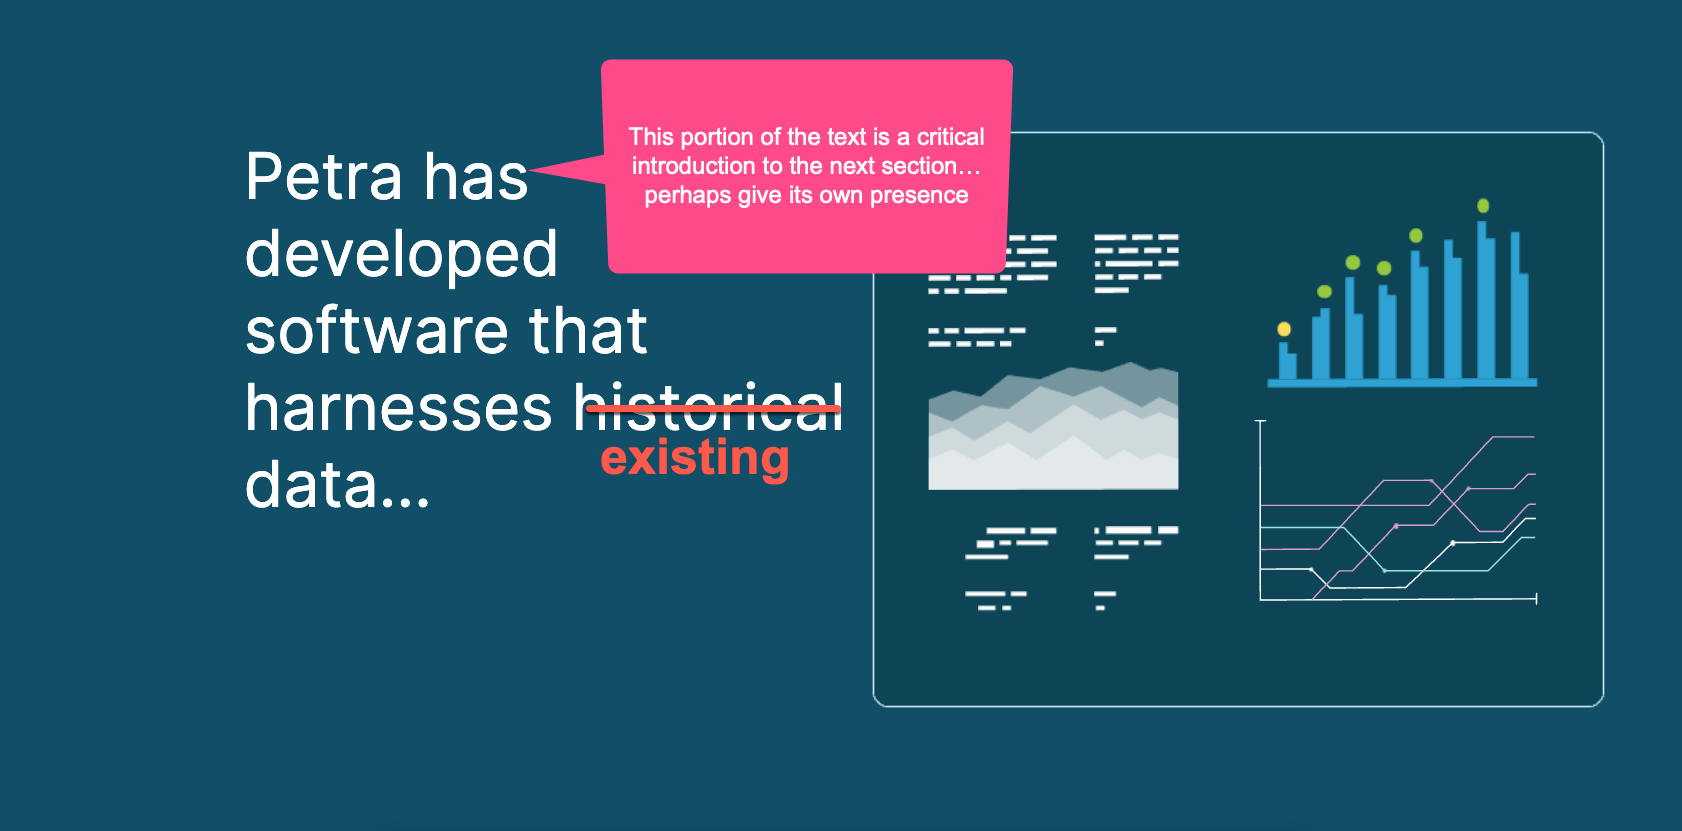 This portion of the text is a critical
introduction to the next section...
perhaps give its own presence
Petra has
developed
software that
harnesses historical
existing
data...